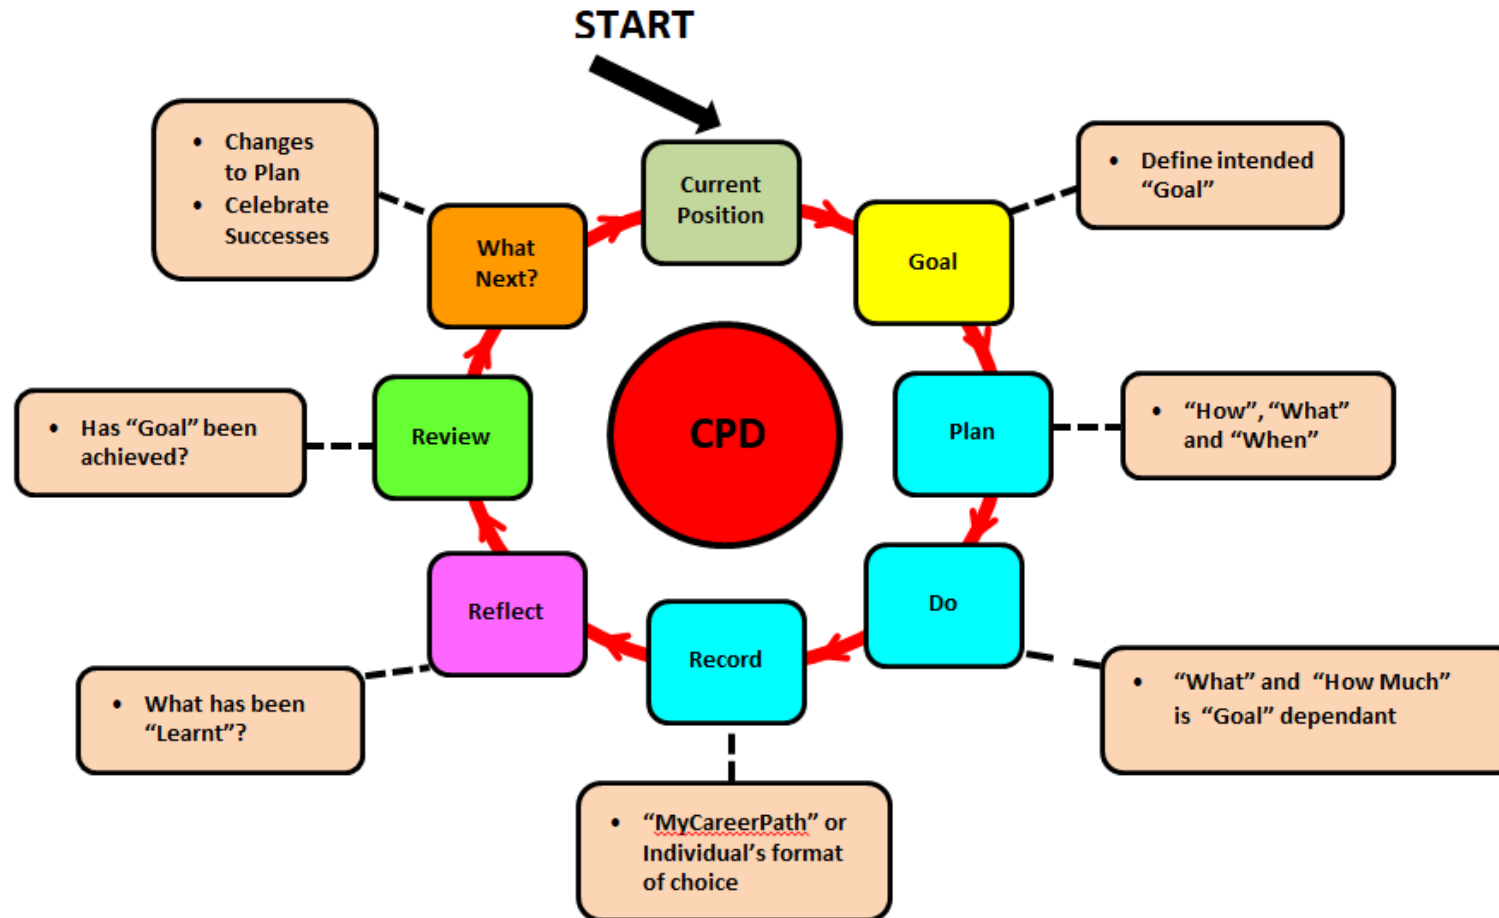 START
Current
Position
Goal
• Define intended
“Goal”
Plan
• “How”, “What”
and “When”
Do
• “What” and “How Much”
is “Goal” dependant
Record
• “MyCareerPath” or
Individual’s format
of choice
Reflect
• What has been
“Learnt”?
Review
• Has “Goal” been
achieved?
What
Next?
• Changes
to Plan
• Celebrate
Successes
CPD